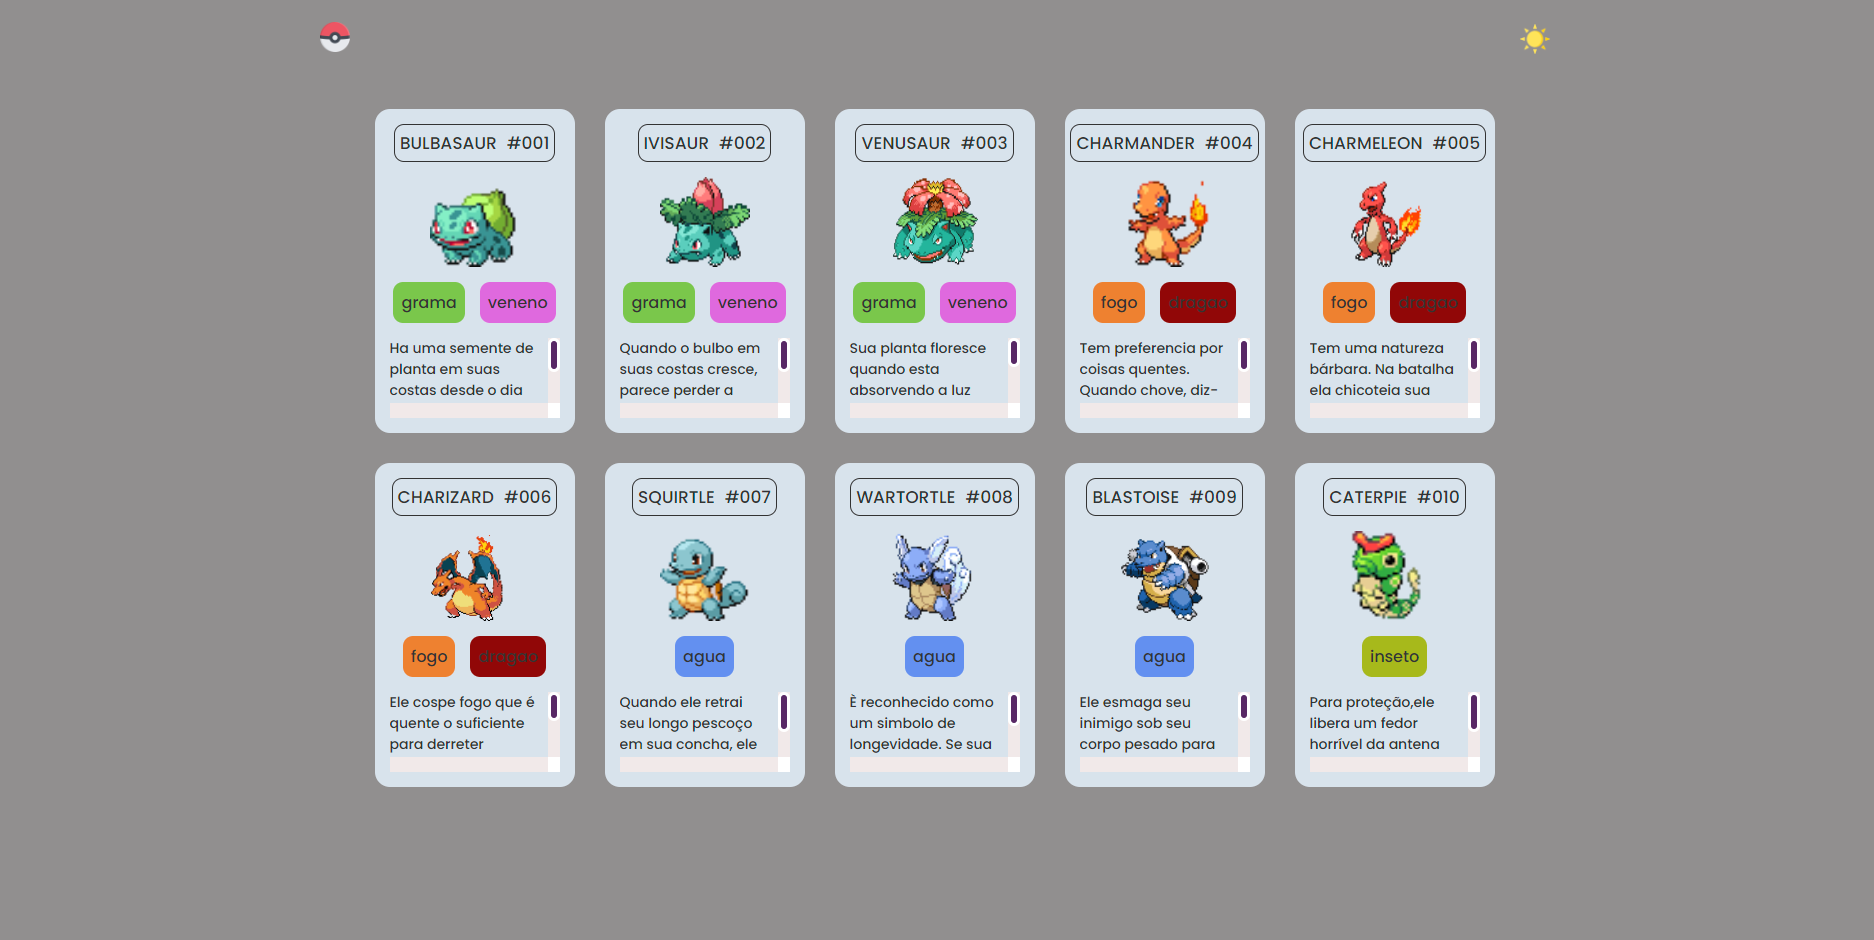 BULBASAUR #001
grama veneno
Ha uma semente de
planta em suas
costas desde o dia
IVISAUR #002
grama veneno
Quando o bulbo em
suas costas cresce,
parece perder a
VENUSAUR #003
grama veneno
Sua planta floresce
quando esta
absorvendo a luz
CHARMANDER #004
fogo dragao
Tem preferencia por
coisas quentes.
Quando chove, diz-
CHARMELEON #005
fogo dragao
Tem uma natureza
bárbara. Na batalha
ela chicoteia sua
CHARIZARD #006
fogo dragao
Ele cospe fogo que é
quente o suficiente
para derreter
SQUIRTLE #007
agua
Quando ele retrai
seu longo pescoço
em sua concha, ele
WARTORTLE #008
agua
È reconhecido como
um simbolo de
longevidade. Se sua
BLASTOISE #009
agua
Ele esmaga seu
inimigo sob seu
corpo pesado para
CATERPIE #010
inseto
Para proteção,ele
libera um fedor
horrível da antena